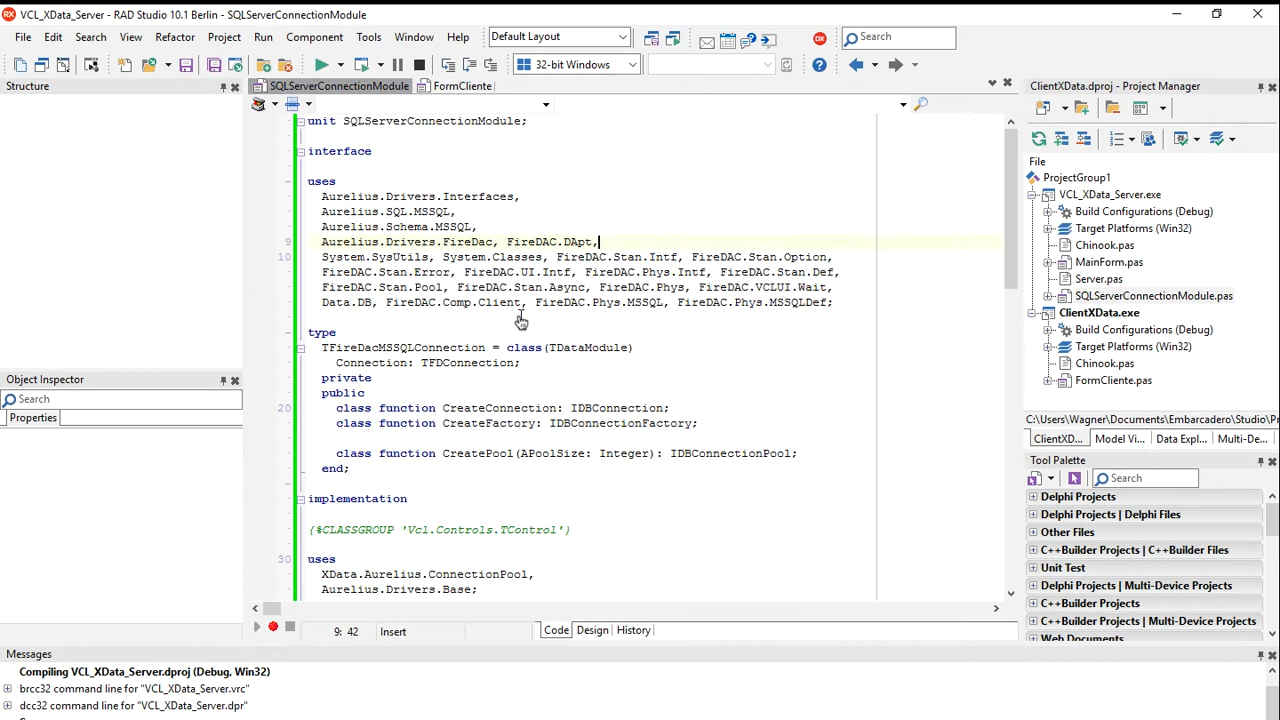 VCL_XData_Server - RAD Studio 10.1 Berlin - SQLServerConnectionModule
File Edit Search View Refactor Project Run Component Tools Window Help
Default Layout
Search
32-bit Windows
Structure
SQLServerConnectionModule FormCliente
unit SQLServerConnectionModule;
interface
uses
Aurelius.Drivers.Interfaces,
Aurelius.SQL.MSSQL,
Aurelius.Schema.MSSQL,
9 Aurelius.Drivers.FireDac, FireDAC.DApt,
10 System.SysUtils, System.Classes, FireDAC.Stan.Intf, FireDAC.Stan.Option,
FireDAC.Stan.Error, FireDAC.UI.Intf, FireDAC.Phys.Intf, FireDAC.Stan.Def,
FireDAC.Stan.Pool, FireDAC.Stan.Async, FireDAC.Phys, FireDAC.VCLUI.Wait,
Data.DB, FireDAC.Comp.Client, FireDAC.Phys.MSSQL, FireDAC.Phys.MSSQLDef;
type
TFireDacMSSQLConnection = class(TDataModule)
Connection: TFDConnection;
private
public
20 class function CreateConnection: IDBConnection;
class function CreateFactory: IDBConnectionFactory;
class function CreatePool(APoolSize: Integer): IDBConnectionPool;
end;
implementation
{%CLASSGROUP 'Vcl.Controls.TControl'}
30 uses
XData.Aurelius.ConnectionPool,
Aurelius.Drivers.Base;
9: 42 Insert
Code Design History
Object Inspector
Search
Properties
ClientXData.dproj - Project Manager
File
ProjectGroup1
VCL_XData_Server.exe
Build Configurations (Debug)
Target Platforms (Win32)
Chinook.pas
MainForm.pas
Server.pas
SQLServerConnectionModule.pas
ClientXData.exe
Build Configurations (Debug)
Target Platforms (Win32)
Chinook.pas
FormCliente.pas
C:\Users\Wagner\Documents\Embarcadero\Studio\P
ClientXD... Model Vi... Data Expl... Multi-De...
Tool Palette
Search
Delphi Projects
Delphi Projects | Delphi Files
Other Files
C++Builder Projects | C++Builder Files
Unit Test
Delphi Projects | Multi-Device Projects
C++Builder Projects
C++Builder Projects | Multi-Device Projects
Web Documents
Messages
Compiling VCL_XData_Server.dproj (Debug, Win32)
brcc32 command line for "VCL_XData_Server.vrc"
dcc32 command line for "VCL_XData_Server.dpr"